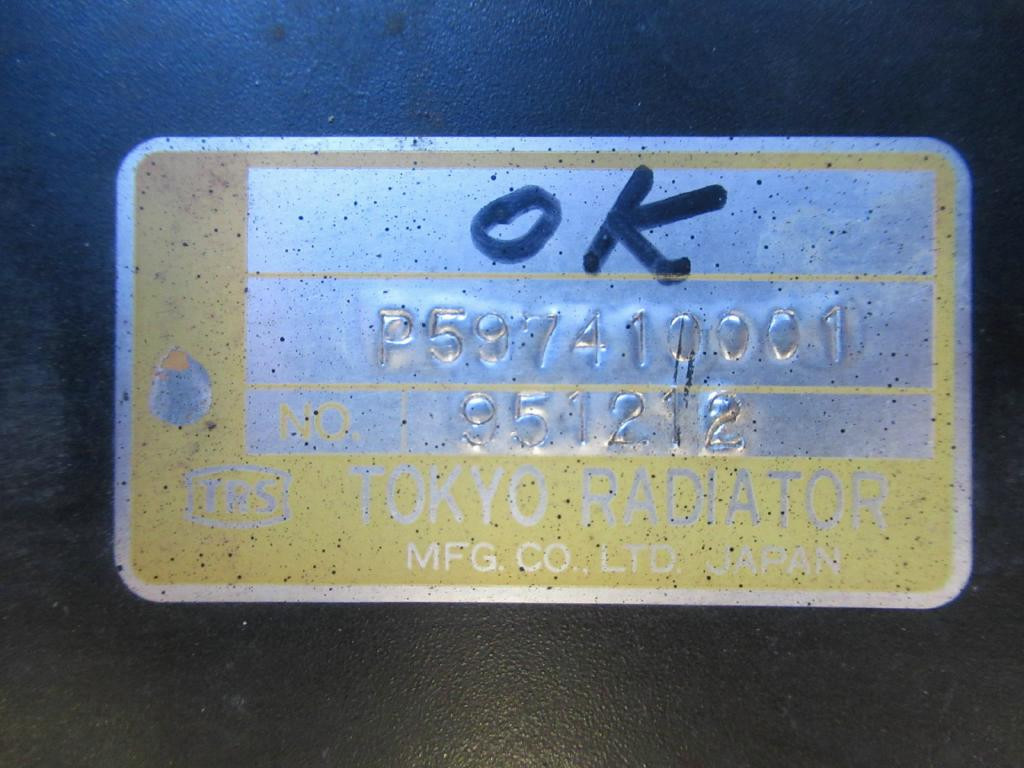 OK
P597410001
NO. 951212
TRS TOKYO RADIATOR
MFG. CO., LTD. JAPAN